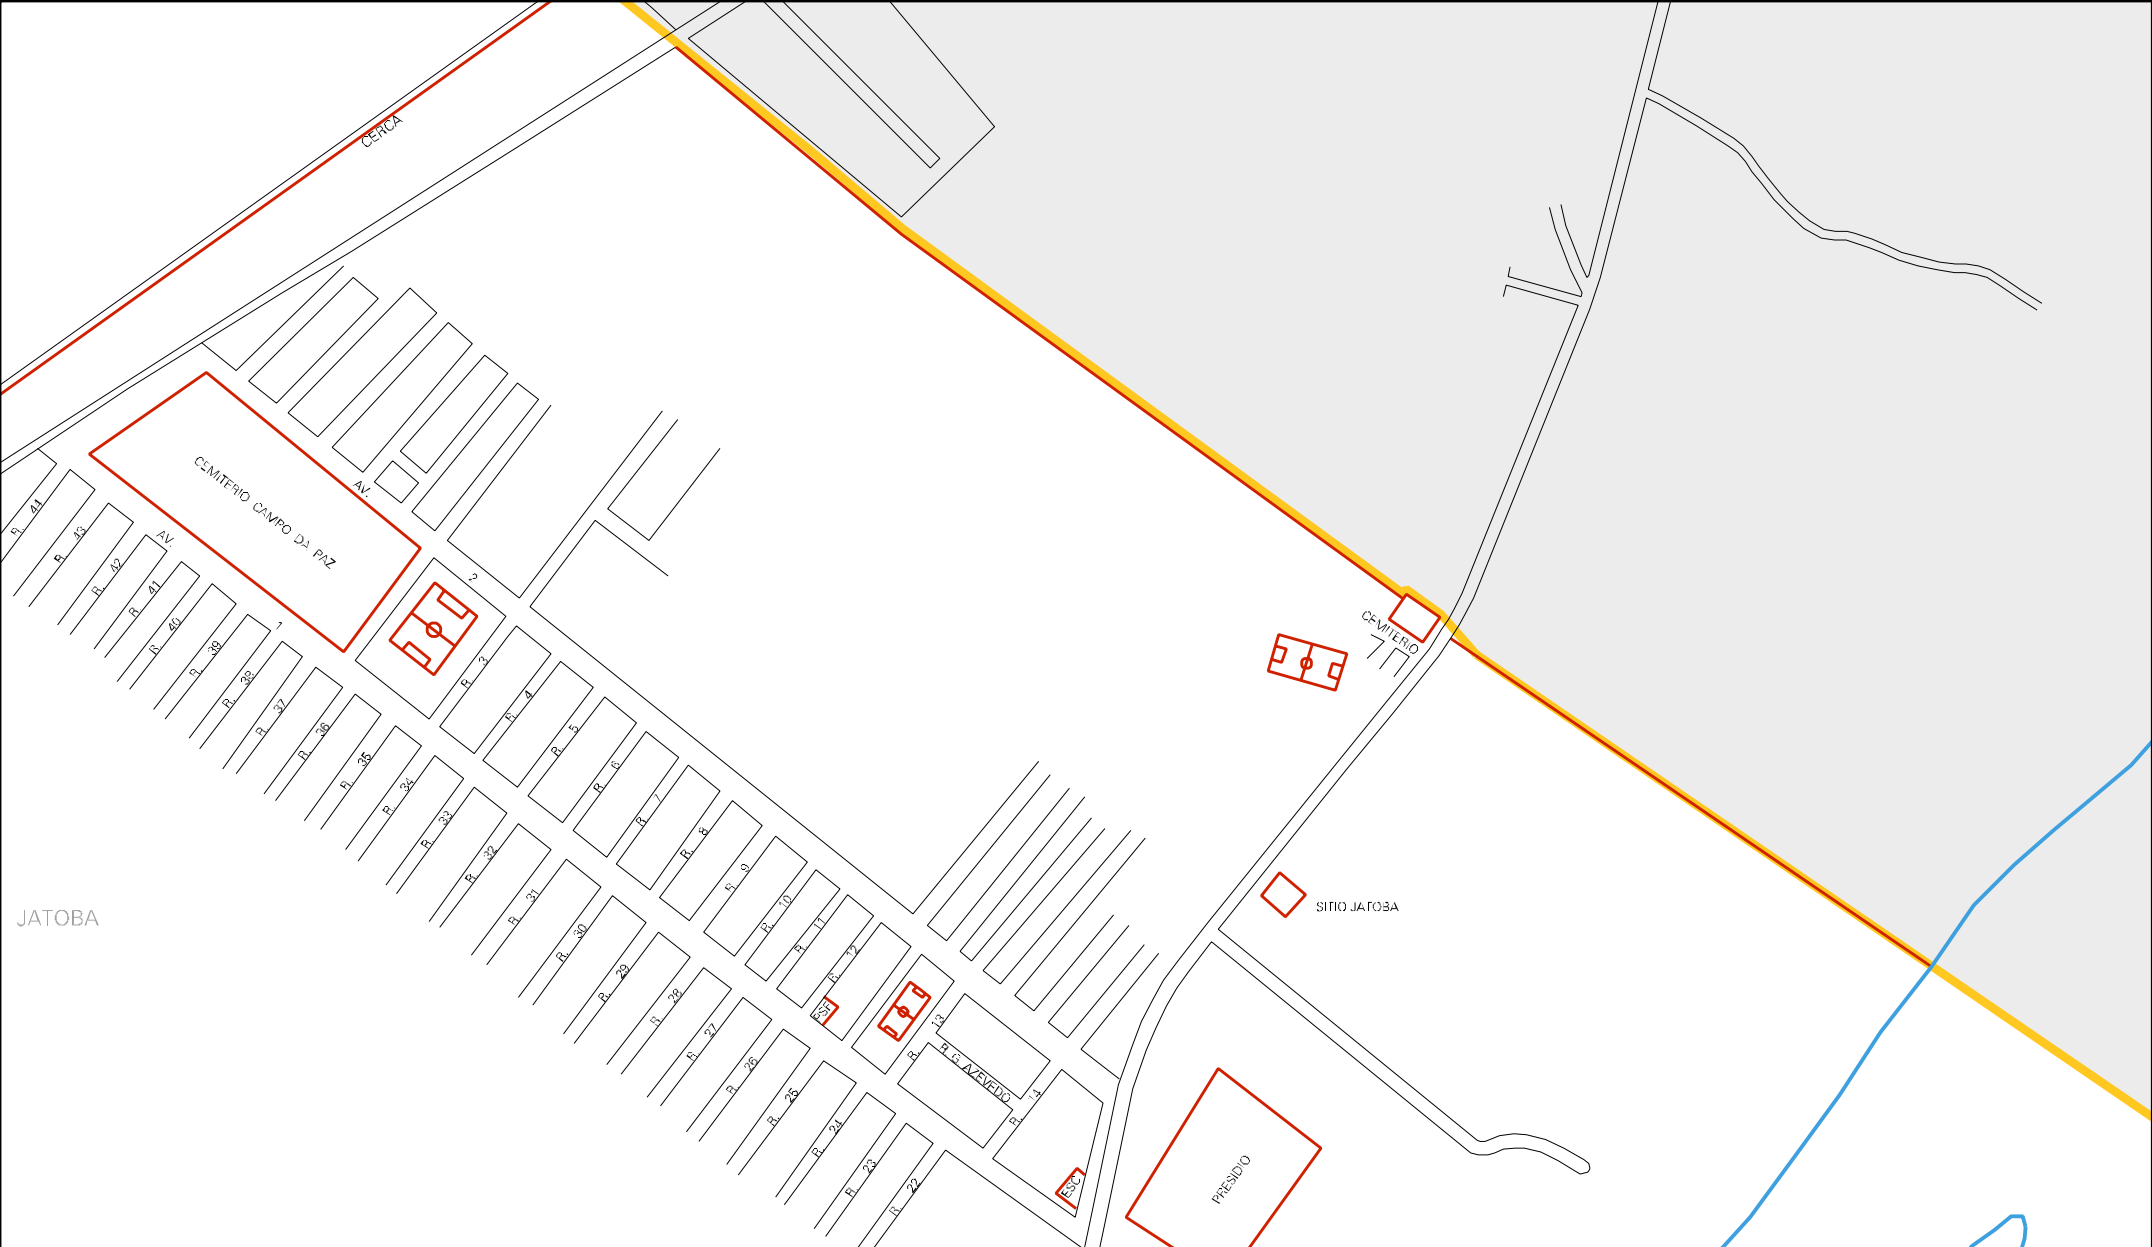 CERCA
CEMITERIO CAMPO DA PAZ
AV.
AV.
2
1
R. 44
R. 43
R. 42
R. 41
R. 40
R. 39
R. 38
R. 37
R. 36
R. 35
R. 34
R. 33
R. 32
R. 31
R. 30
R. 29
R. 28
R. 27
R. 26
R. 25
R. 24
R. 23
R. 22
R. 3
R. 4
R. 5
R. 6
R. 7
R. 8
R. 9
R. 10
R. 11
R. 12
R. 13
R. 14
R G AZEVEDO
PSF
ESC
CEMITERIO
SITIO JATOBA
PRESIDIO
JATOBA